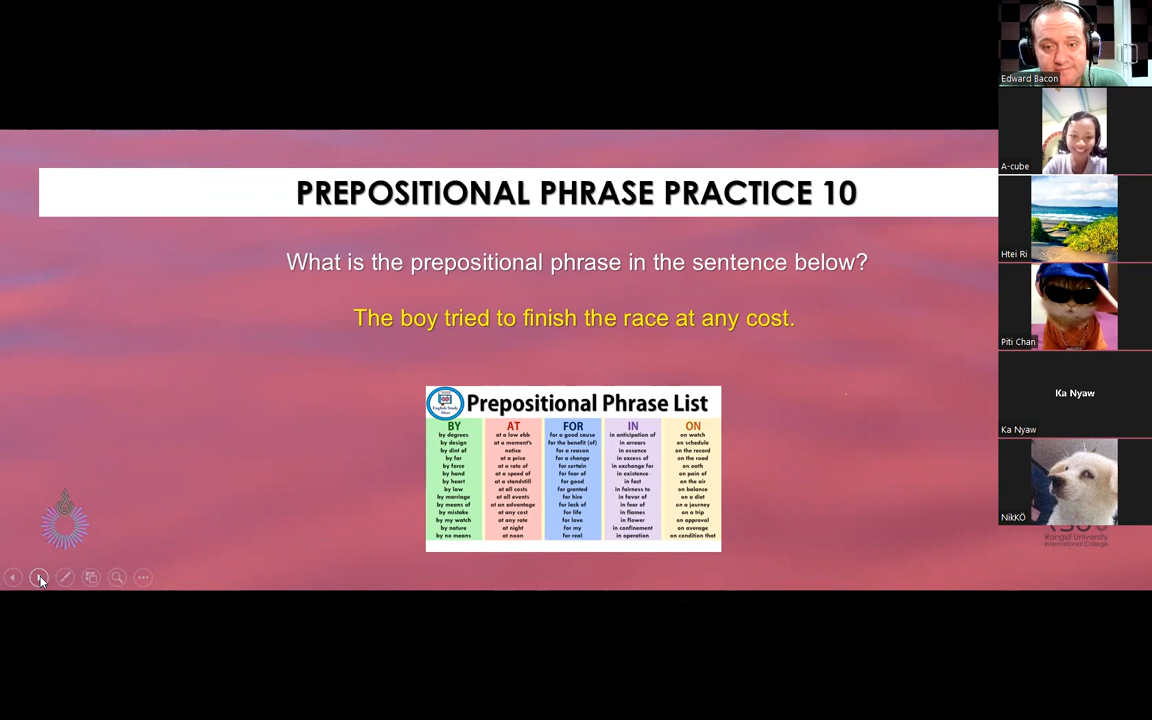 PREPOSITIONAL PHRASE PRACTICE 10
What is the prepositional phrase in the sentence below?
The boy tried to finish the race at any cost.
English Study
Prepositional Phrase List
BY
by degrees
by design
by dint of
by far
by force
by hand
by heart
by law
by marriage
by means of
by mistake
by my watch
by nature
by no means
AT
at a low ebb
at a moment's
notice
at a price
at a rate of
at a speed of
at a standstill
at all costs
at all events
at an advantage
at any cost
at any rate
at night
at noon
FOR
for a good cause
for the benefit (of)
for a reason
for a change
for certain
for fear of
for good
for granted
for hire
for lack of
for life
for love
for my
for real
IN
in anticipation of
in arrears
in essence
in excess of
in exchange for
in existence
in fact
in fairness to
in favor of
in fear of
in flames
in flower
in confinement
in operation
ON
on watch
on schedule
on the record
on the road
on oath
on pain of
on the air
on balance
on a diet
on a journey
on a trip
on approval
on average
on condition that
Rangsit University
International College
Edward Bacon
A-cube
Htei Ri
Piti Chan
Ka Nyaw
Ka Nyaw
NikKÖ